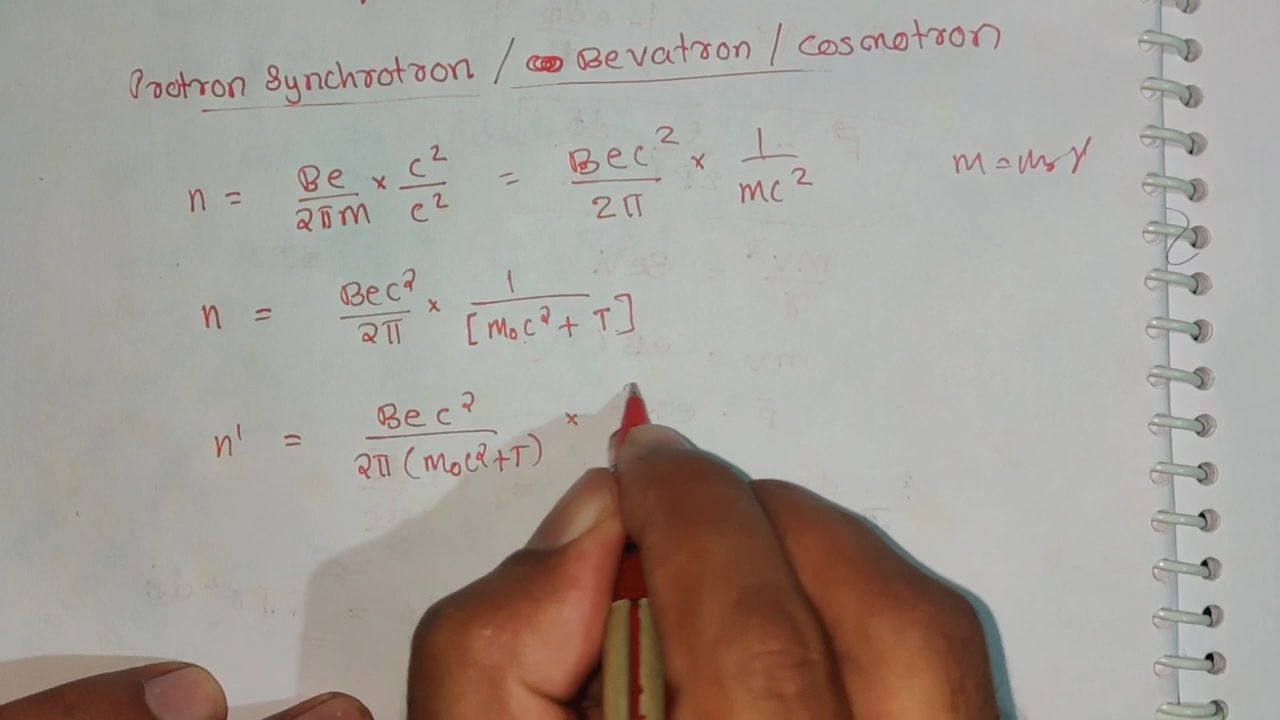 Protron Synchrotron / Bevatron / Cosmotron
n = Be/2πm × c²/c² = Bec²/2π × 1/mc² m = m₀γ
n = Bec²/2π × 1/[m₀c² + T]
n' = Bec²/2π(m₀c²+T) ×